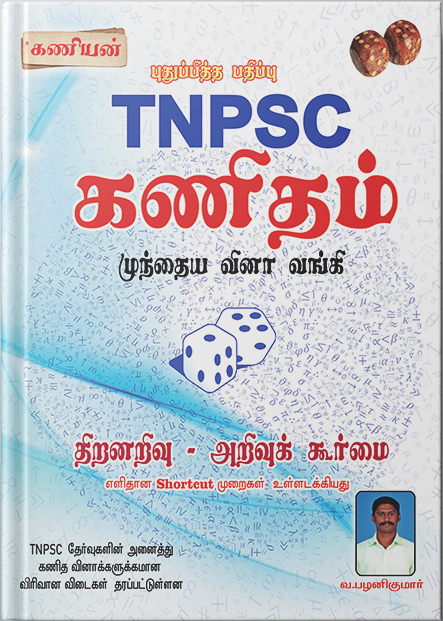 கணியன்
புதுப்பித்த பதிப்பு
TNPSC
கணிதம்
முந்தைய வினா வங்கி
திறனறிவு - அறிவுக் கூர்மை
எளிதான Shortcut முறைகள் உள்ளடக்கியது
TNPSC தேர்வுகளின் அனைத்து
கணித வினாக்களுக்கமான
விரிவான விடைகள் தரப்பட்டுள்ளன
வ.பழனிகுமார்